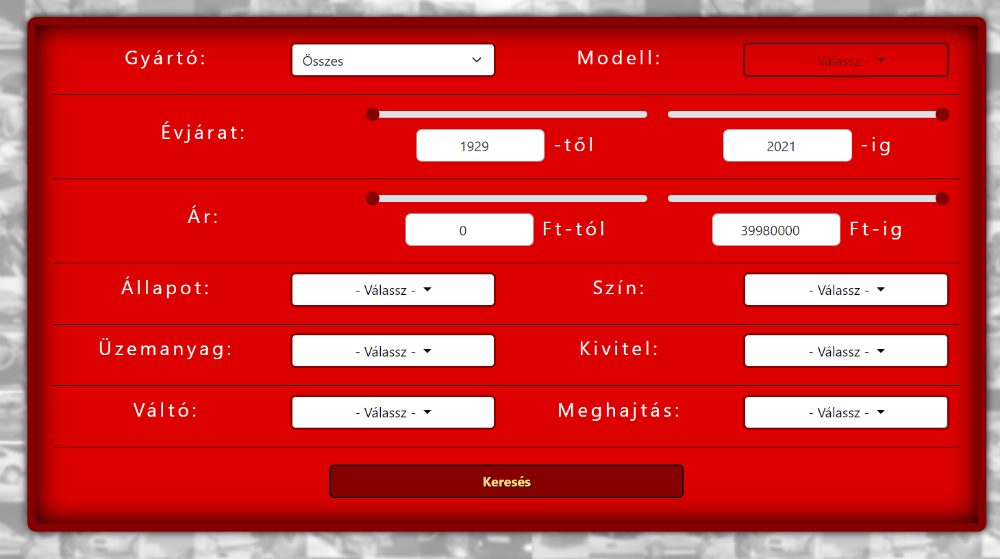 Gyártó: Összes Modell: - Válassz -
Évjárat: 1929 -től 2021 -ig
Ár: 0 Ft-tól 39980000 Ft-ig
Állapot: - Válassz - Szín: - Válassz -
Üzemanyag: - Válassz - Kivitel: - Válassz -
Váltó: - Válassz - Meghajtás: - Válassz -
Keresés